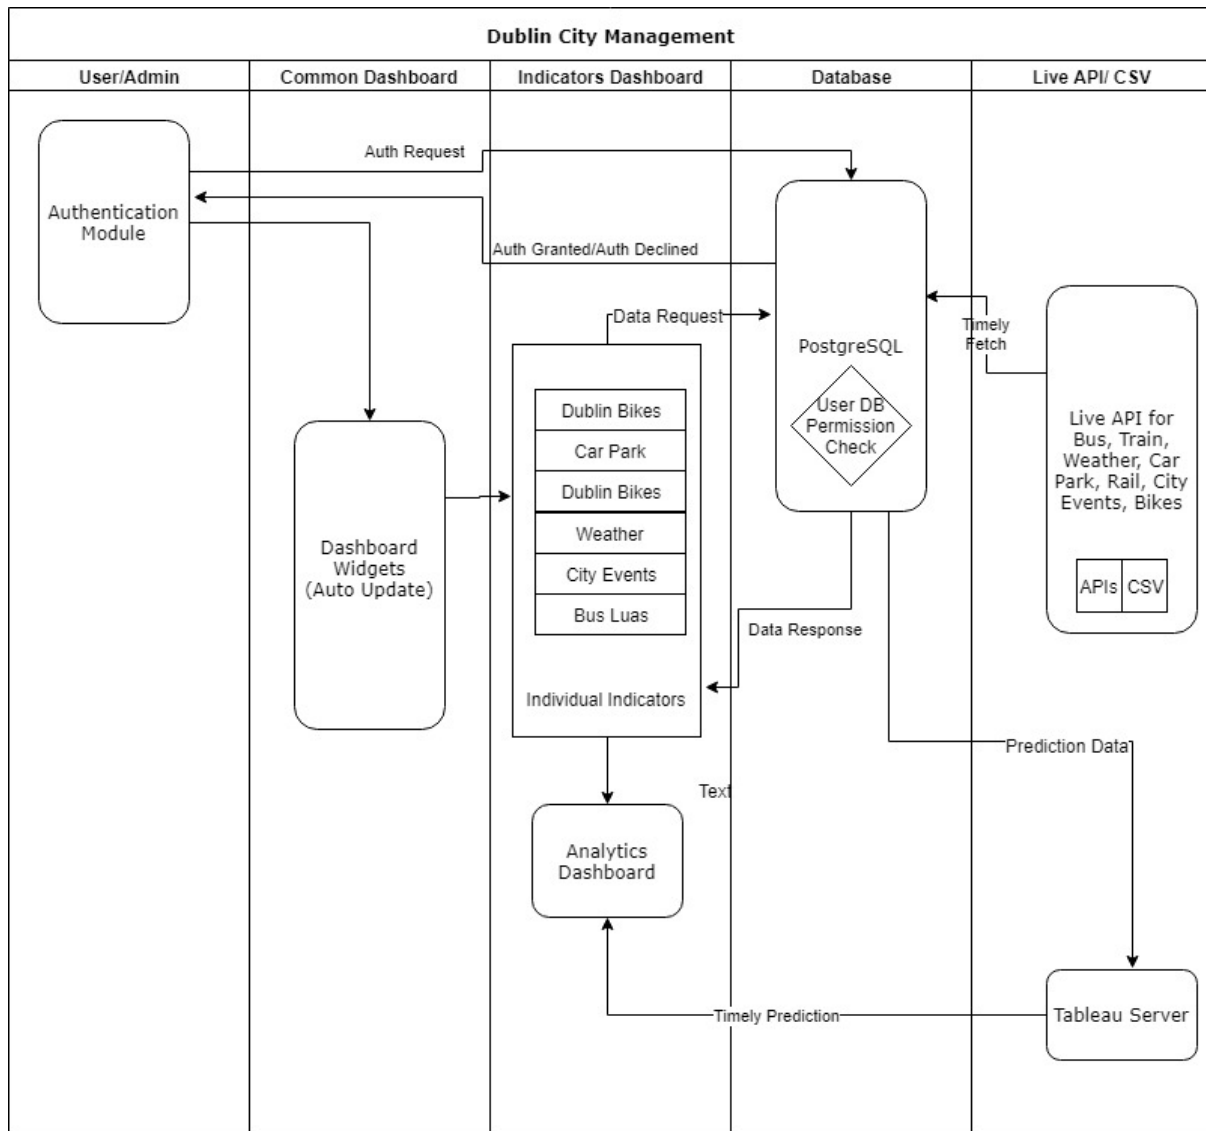 Dublin City Management
User/Admin
Common Dashboard
Indicators Dashboard
Database
Live API/ CSV
Auth Request
Authentication
Module
Auth Granted/Auth Declined
Data Request
Timely
Fetch
PostgreSQL
User DB
Permission
Check
Dublin Bikes
Car Park
Dublin Bikes
Weather
City Events
Bus Luas
Individual Indicators
Live API for
Bus, Train,
Weather, Car
Park, Rail, City
Events, Bikes
APIs
CSV
Dashboard
Widgets
(Auto Update)
Data Response
Prediction Data
Text
Analytics
Dashboard
Timely Prediction
Tableau Server